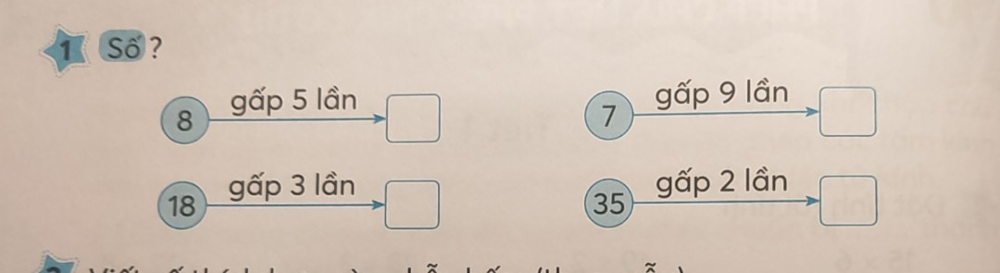 1 Số ?
8 gấp 5 lần
7 gấp 9 lần
18 gấp 3 lần
35 gấp 2 lần